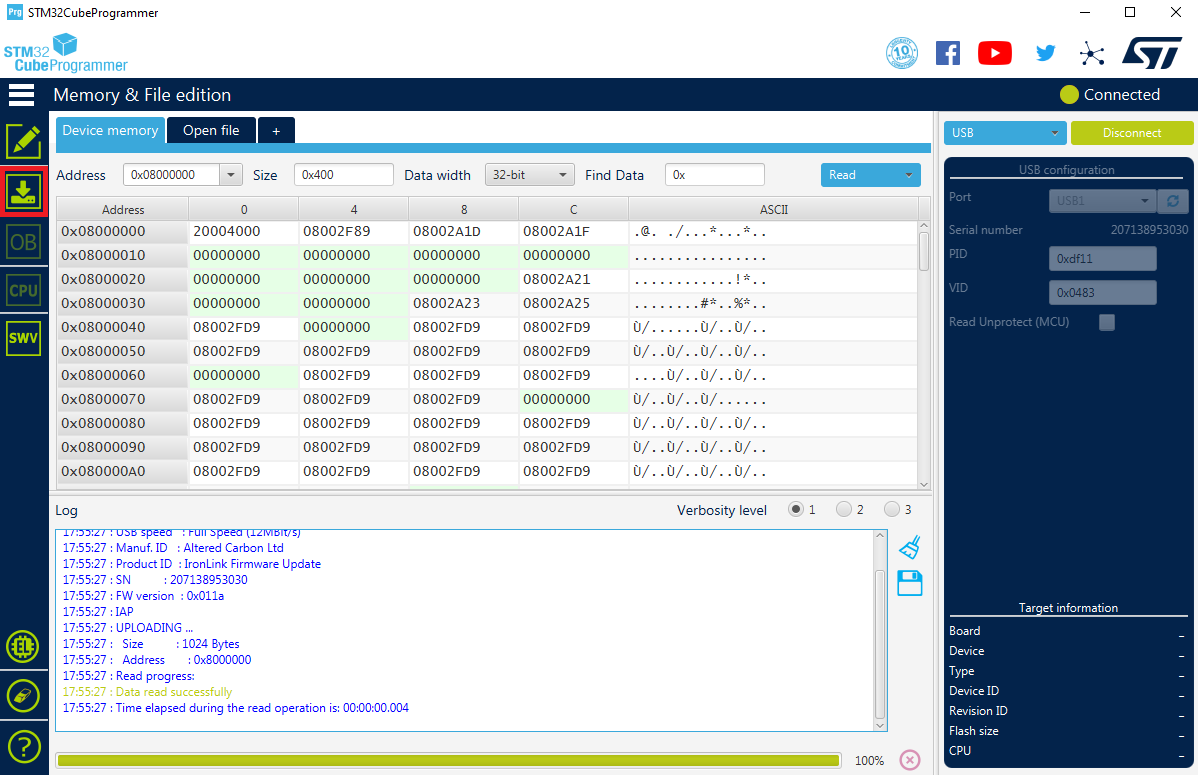 Prg STM32CubeProgrammer
STM32
CubeProgrammer
10
YEARS
ST
Memory & File edition
Connected
Device memory Open file +
USB Disconnect
Address 0x08000000 Size 0x400 Data width 32-bit Find Data 0x Read
USB configuration
Port USB1
Serial number 207138953030
PID 0xdf11
VID 0x0483
Read Unprotect (MCU)
OB
CPU
SWV
EL
?
Address 0 4 8 C ASCII
0x08000000 20004000 08002F89 08002A1D 08002A1F .@. ./...*...*..
0x08000010 00000000 00000000 00000000 00000000 ................
0x08000020 00000000 00000000 00000000 08002A21 ............!*..
0x08000030 00000000 00000000 08002A23 08002A25 ........#*..%*..
0x08000040 08002FD9 00000000 08002FD9 08002FD9 Ù/......Ù/..Ù/..
0x08000050 08002FD9 08002FD9 08002FD9 08002FD9 Ù/..Ù/..Ù/..Ù/..
0x08000060 00000000 08002FD9 08002FD9 08002FD9 ....Ù/..Ù/..Ù/..
0x08000070 08002FD9 08002FD9 08002FD9 00000000 Ù/..Ù/..Ù/......
0x08000080 08002FD9 08002FD9 08002FD9 08002FD9 Ù/..Ù/..Ù/..Ù/..
0x08000090 08002FD9 08002FD9 08002FD9 08002FD9 Ù/..Ù/..Ù/..Ù/..
0x080000A0 08002FD9 08002FD9 08002FD9 08002FD9 Ù/..Ù/..Ù/..Ù/..
Log Verbosity level 1 2 3
17:55:27 : USB speed : Full Speed (12MBit/s)
17:55:27 : Manuf. ID : Altered Carbon Ltd
17:55:27 : Product ID : IronLink Firmware Update
17:55:27 : SN : 207138953030
17:55:27 : FW version : 0x011a
17:55:27 : IAP
17:55:27 : UPLOADING ...
17:55:27 : Size : 1024 Bytes
17:55:27 : Address : 0x8000000
17:55:27 : Read progress:
17:55:27 : Data read successfully
17:55:27 : Time elapsed during the read operation is: 00:00:00.004
100%
Target information
Board _
Device _
Type _
Device ID _
Revision ID _
Flash size _
CPU _